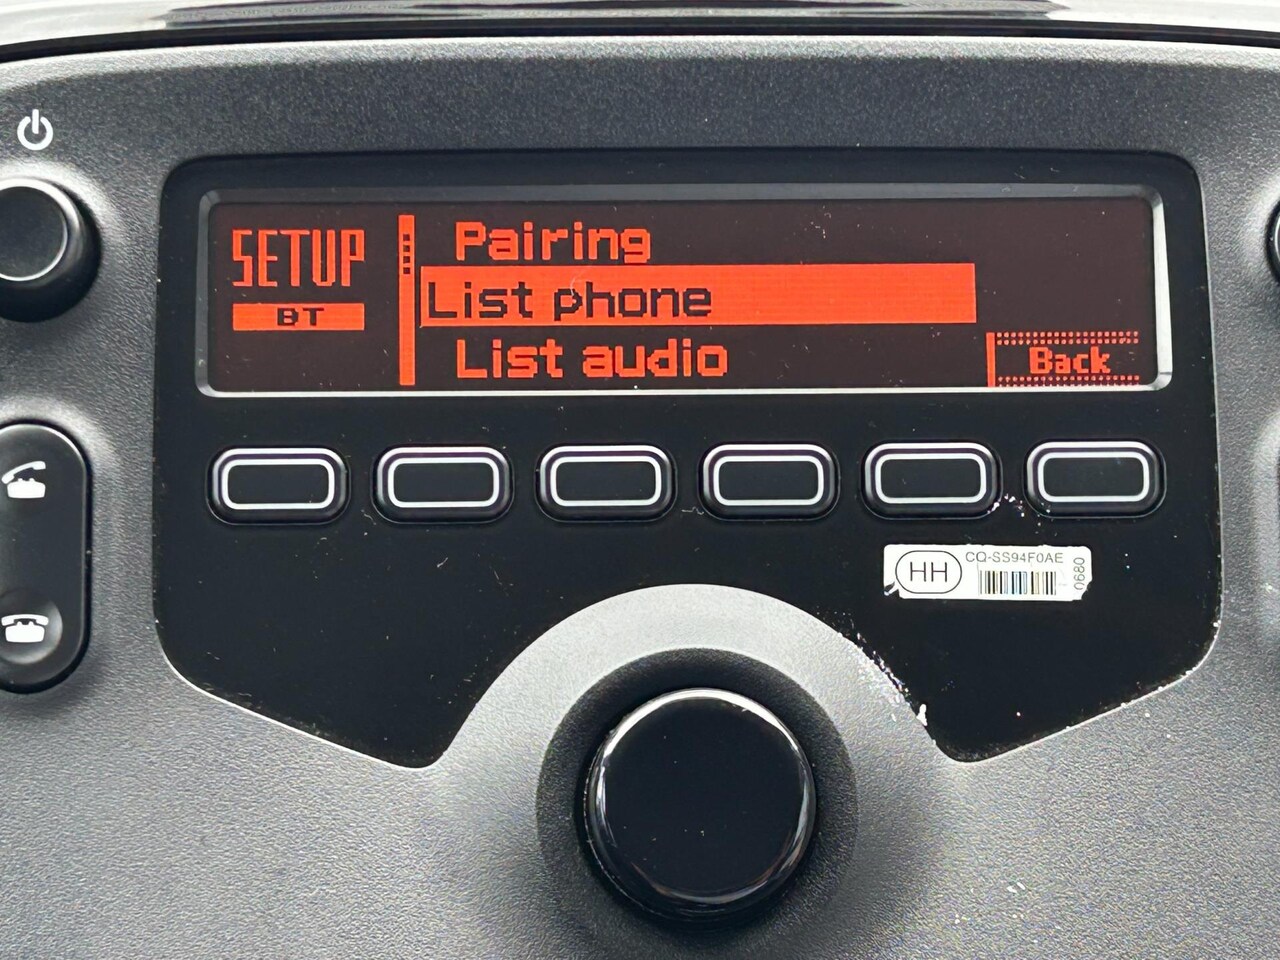 SETUP
BT
Pairing
List phone
List audio
Back
HH
CQ-SS94F0AE
0680